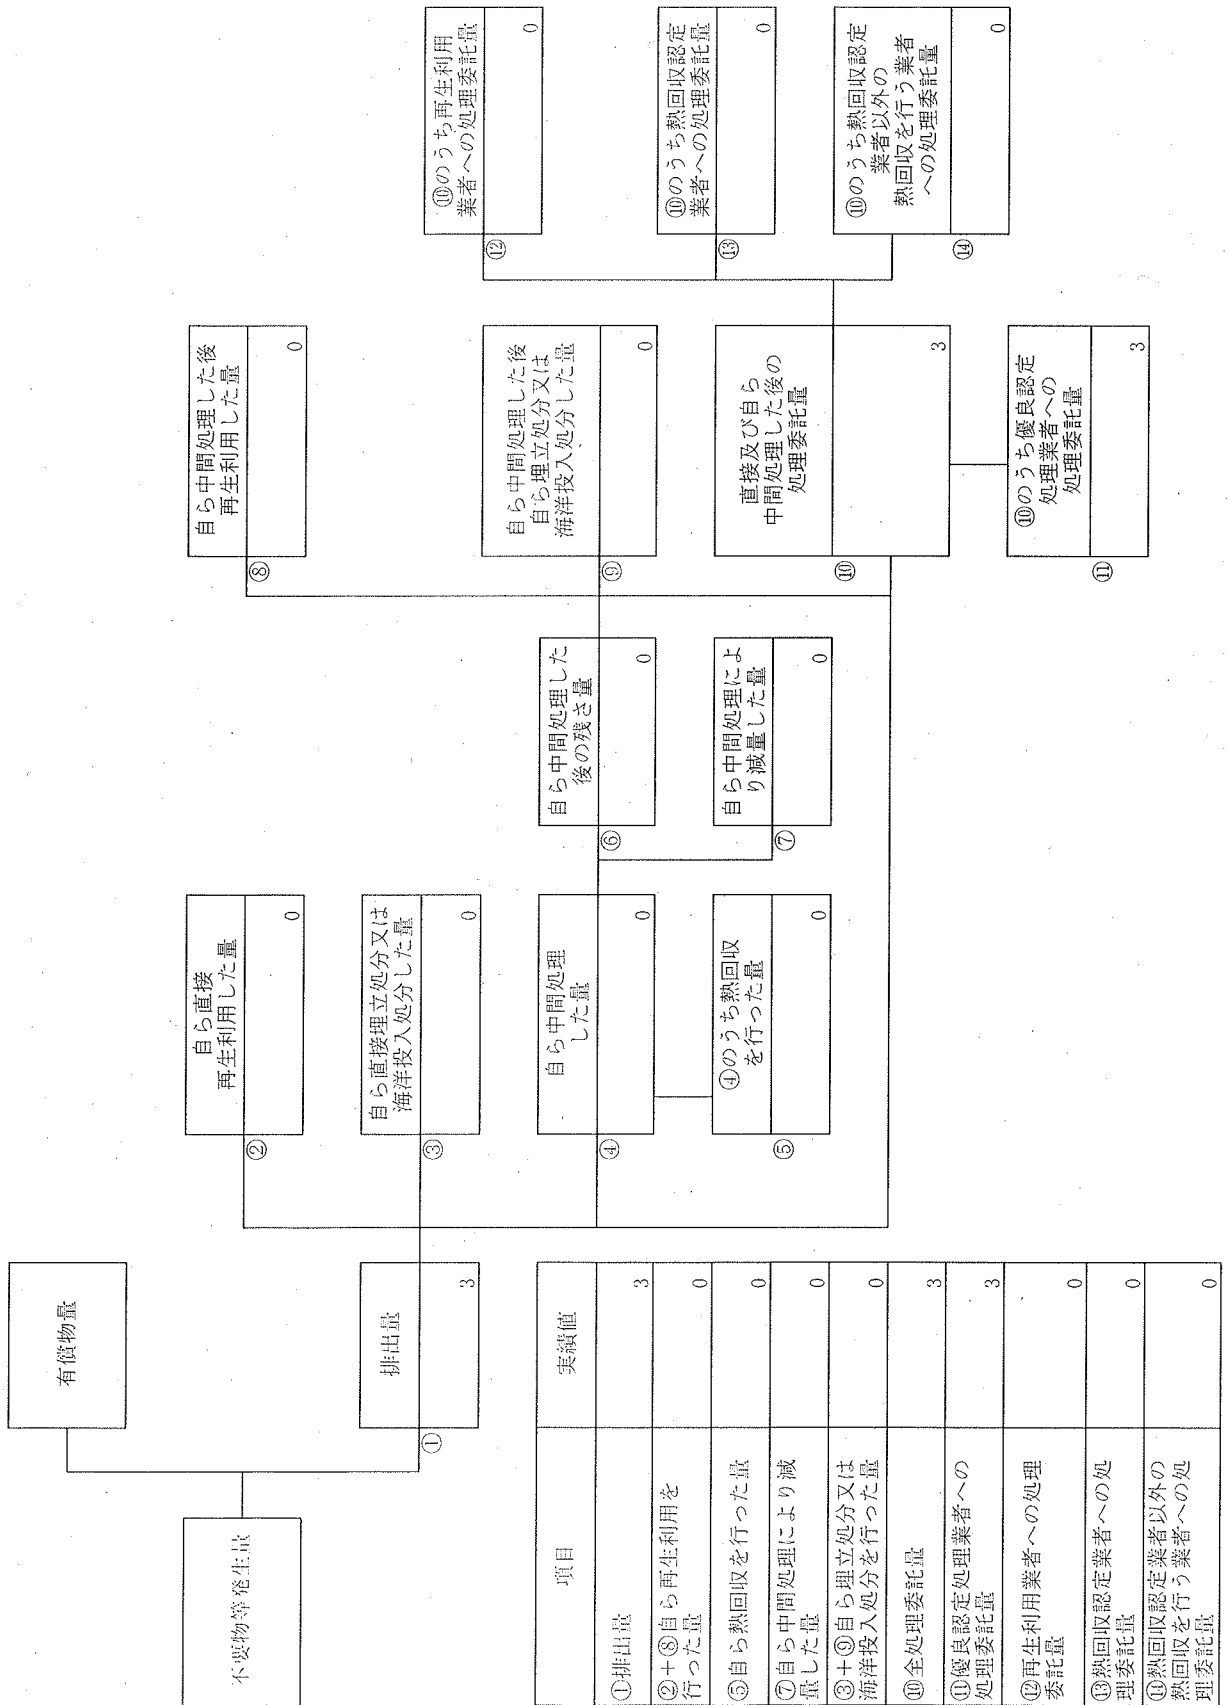 不要物等発生量
有償物量
①
排出量
3
②
自ら直接
再生利用した量
0
③
自ら直接埋立処分又は
海洋投入処分した量
0
④
自ら中間処理
した量
0
⑤
④のうち熱回収
を行った量
0
⑥
自ら中間処理した
後の残さ量
0
⑦
自ら中間処理によ
り減量した量
0
⑧
自ら中間処理した後
再生利用した量
0
⑨
自ら中間処理した後
自ら埋立処分又は
海洋投入処分した量
0
⑩
直接及び自ら
中間処理した後の
処理委託量
3
⑪
⑩のうち優良認定
処理業者への
処理委託量
3
⑫
⑩のうち再生利用
業者への処理委託量
0
⑬
⑩のうち熱回収認定
業者への処理委託量
0
⑭
⑩のうち熱回収認定
業者以外の
熱回収を行う業者
への処理委託量
0
項目 実績値
①排出量 3
②+⑧自ら再生利用を
行った量 0
⑤自ら熱回収を行った量 0
⑦自ら中間処理により減
量した量 0
③+⑨自ら埋立処分又は
海洋投入処分を行った量 0
⑩全処理委託量 3
⑪優良認定処理業者への
処理委託量 3
⑫再生利用業者への処理
委託量 0
⑬熱回収認定業者への処
理委託量 0
⑭熱回収認定業者以外の
熱回収を行う業者への処
理委託量 0